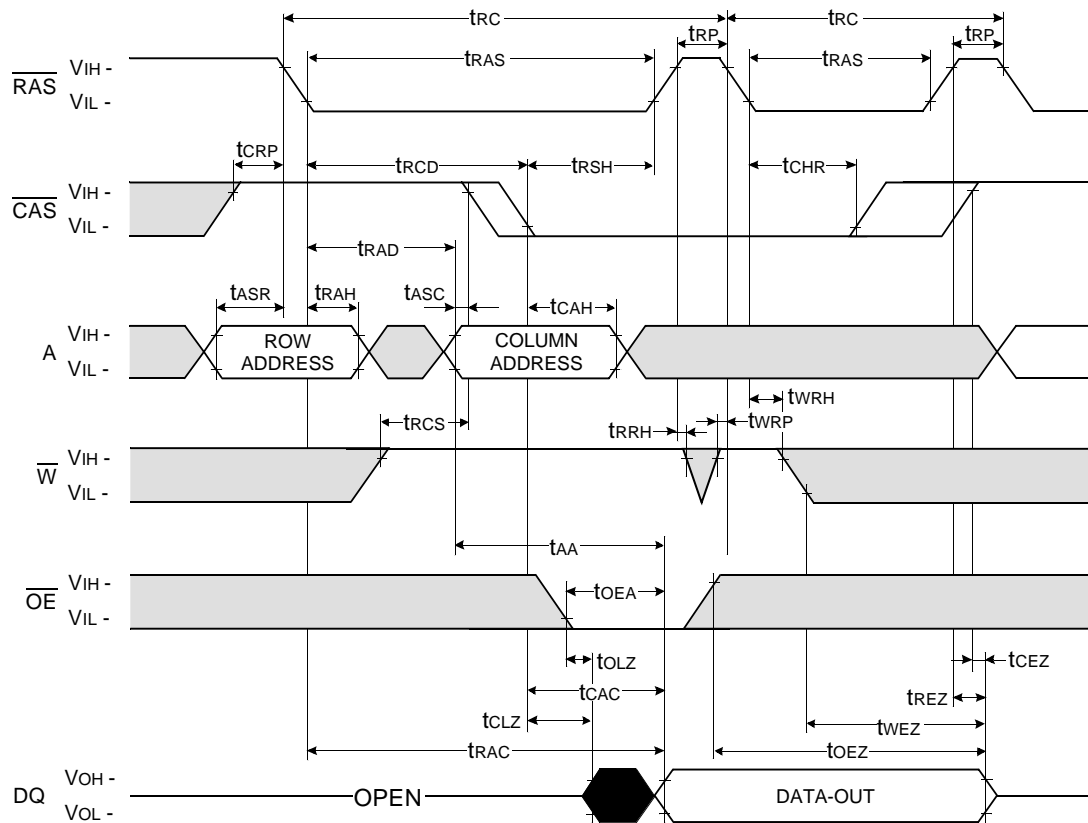 tRC tRC
tRP tRP
tRAS tRAS
RAS VIH -
VIL -
tCRP tRCD tRSH tCHR
CAS VIH -
VIL -
tRAD
tASR tRAH tASC tCAH
A VIH -
VIL -
ROW
ADDRESS
COLUMN
ADDRESS
tWRH
tRCS tRRH tWRP
W VIH -
VIL -
tAA
OE VIH -
VIL -
tOEA
tOLZ tCEZ
tCAC tREZ
tCLZ tWEZ
tRAC tOEZ
DQ VOH -
VOL -
OPEN DATA-OUT